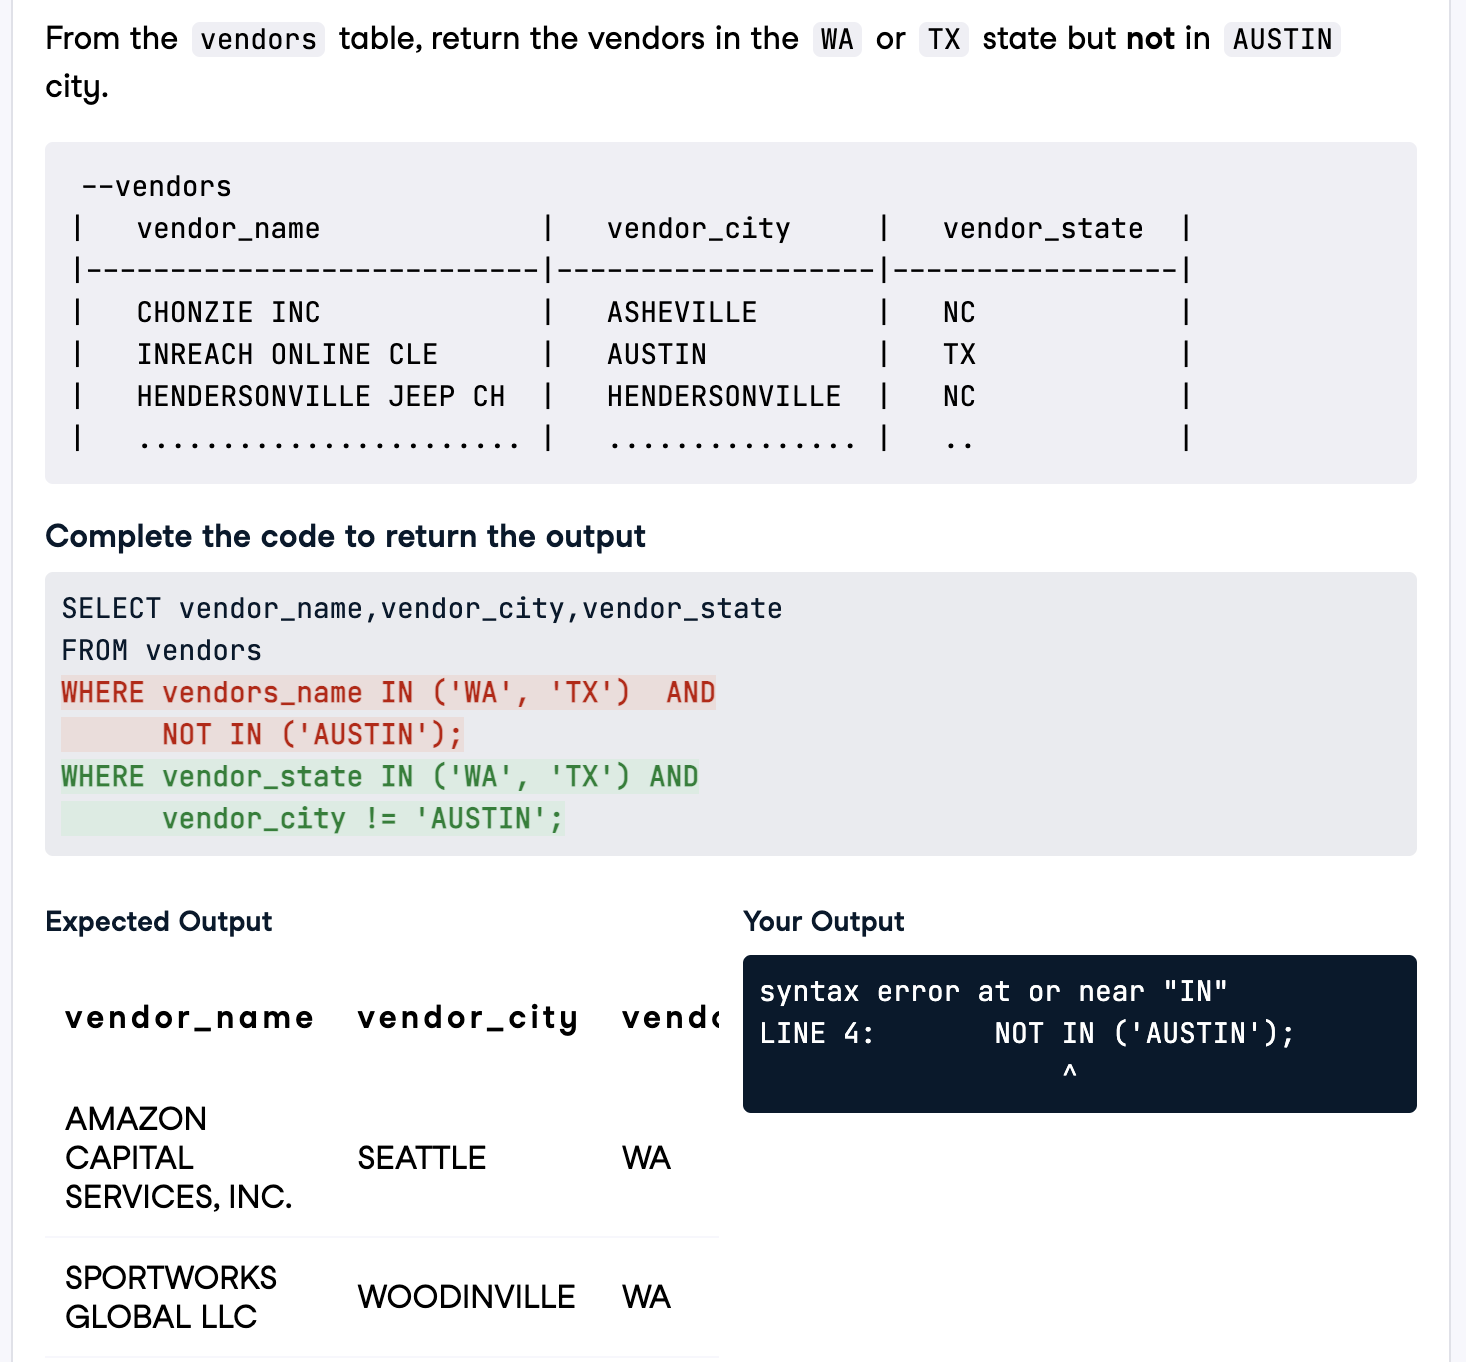 From the vendors table, return the vendors in the WA or TX state but not in AUSTIN
city.
--vendors
|   vendor_name             |   vendor_city     |   vendor_state  |
|---------------------------|-------------------|-----------------|
|   CHONZIE INC             |   ASHEVILLE       |   NC            |
|   INREACH ONLINE CLE      |   AUSTIN          |   TX            |
|   HENDERSONVILLE JEEP CH  |   HENDERSONVILLE  |   NC            |
|   ....................... |   ............... |   ..            |
Complete the code to return the output
SELECT vendor_name,vendor_city,vendor_state
FROM vendors
WHERE vendors_name IN ('WA', 'TX')  AND
      NOT IN ('AUSTIN');
WHERE vendor_state IN ('WA', 'TX') AND
      vendor_city != 'AUSTIN';
Expected Output
vendor_name vendor_city vend
AMAZON
CAPITAL
SERVICES, INC.
SEATTLE
WA
SPORTWORKS
GLOBAL LLC
WOODINVILLE
WA
Your Output
syntax error at or near "IN"
LINE 4:       NOT IN ('AUSTIN');
                  ^